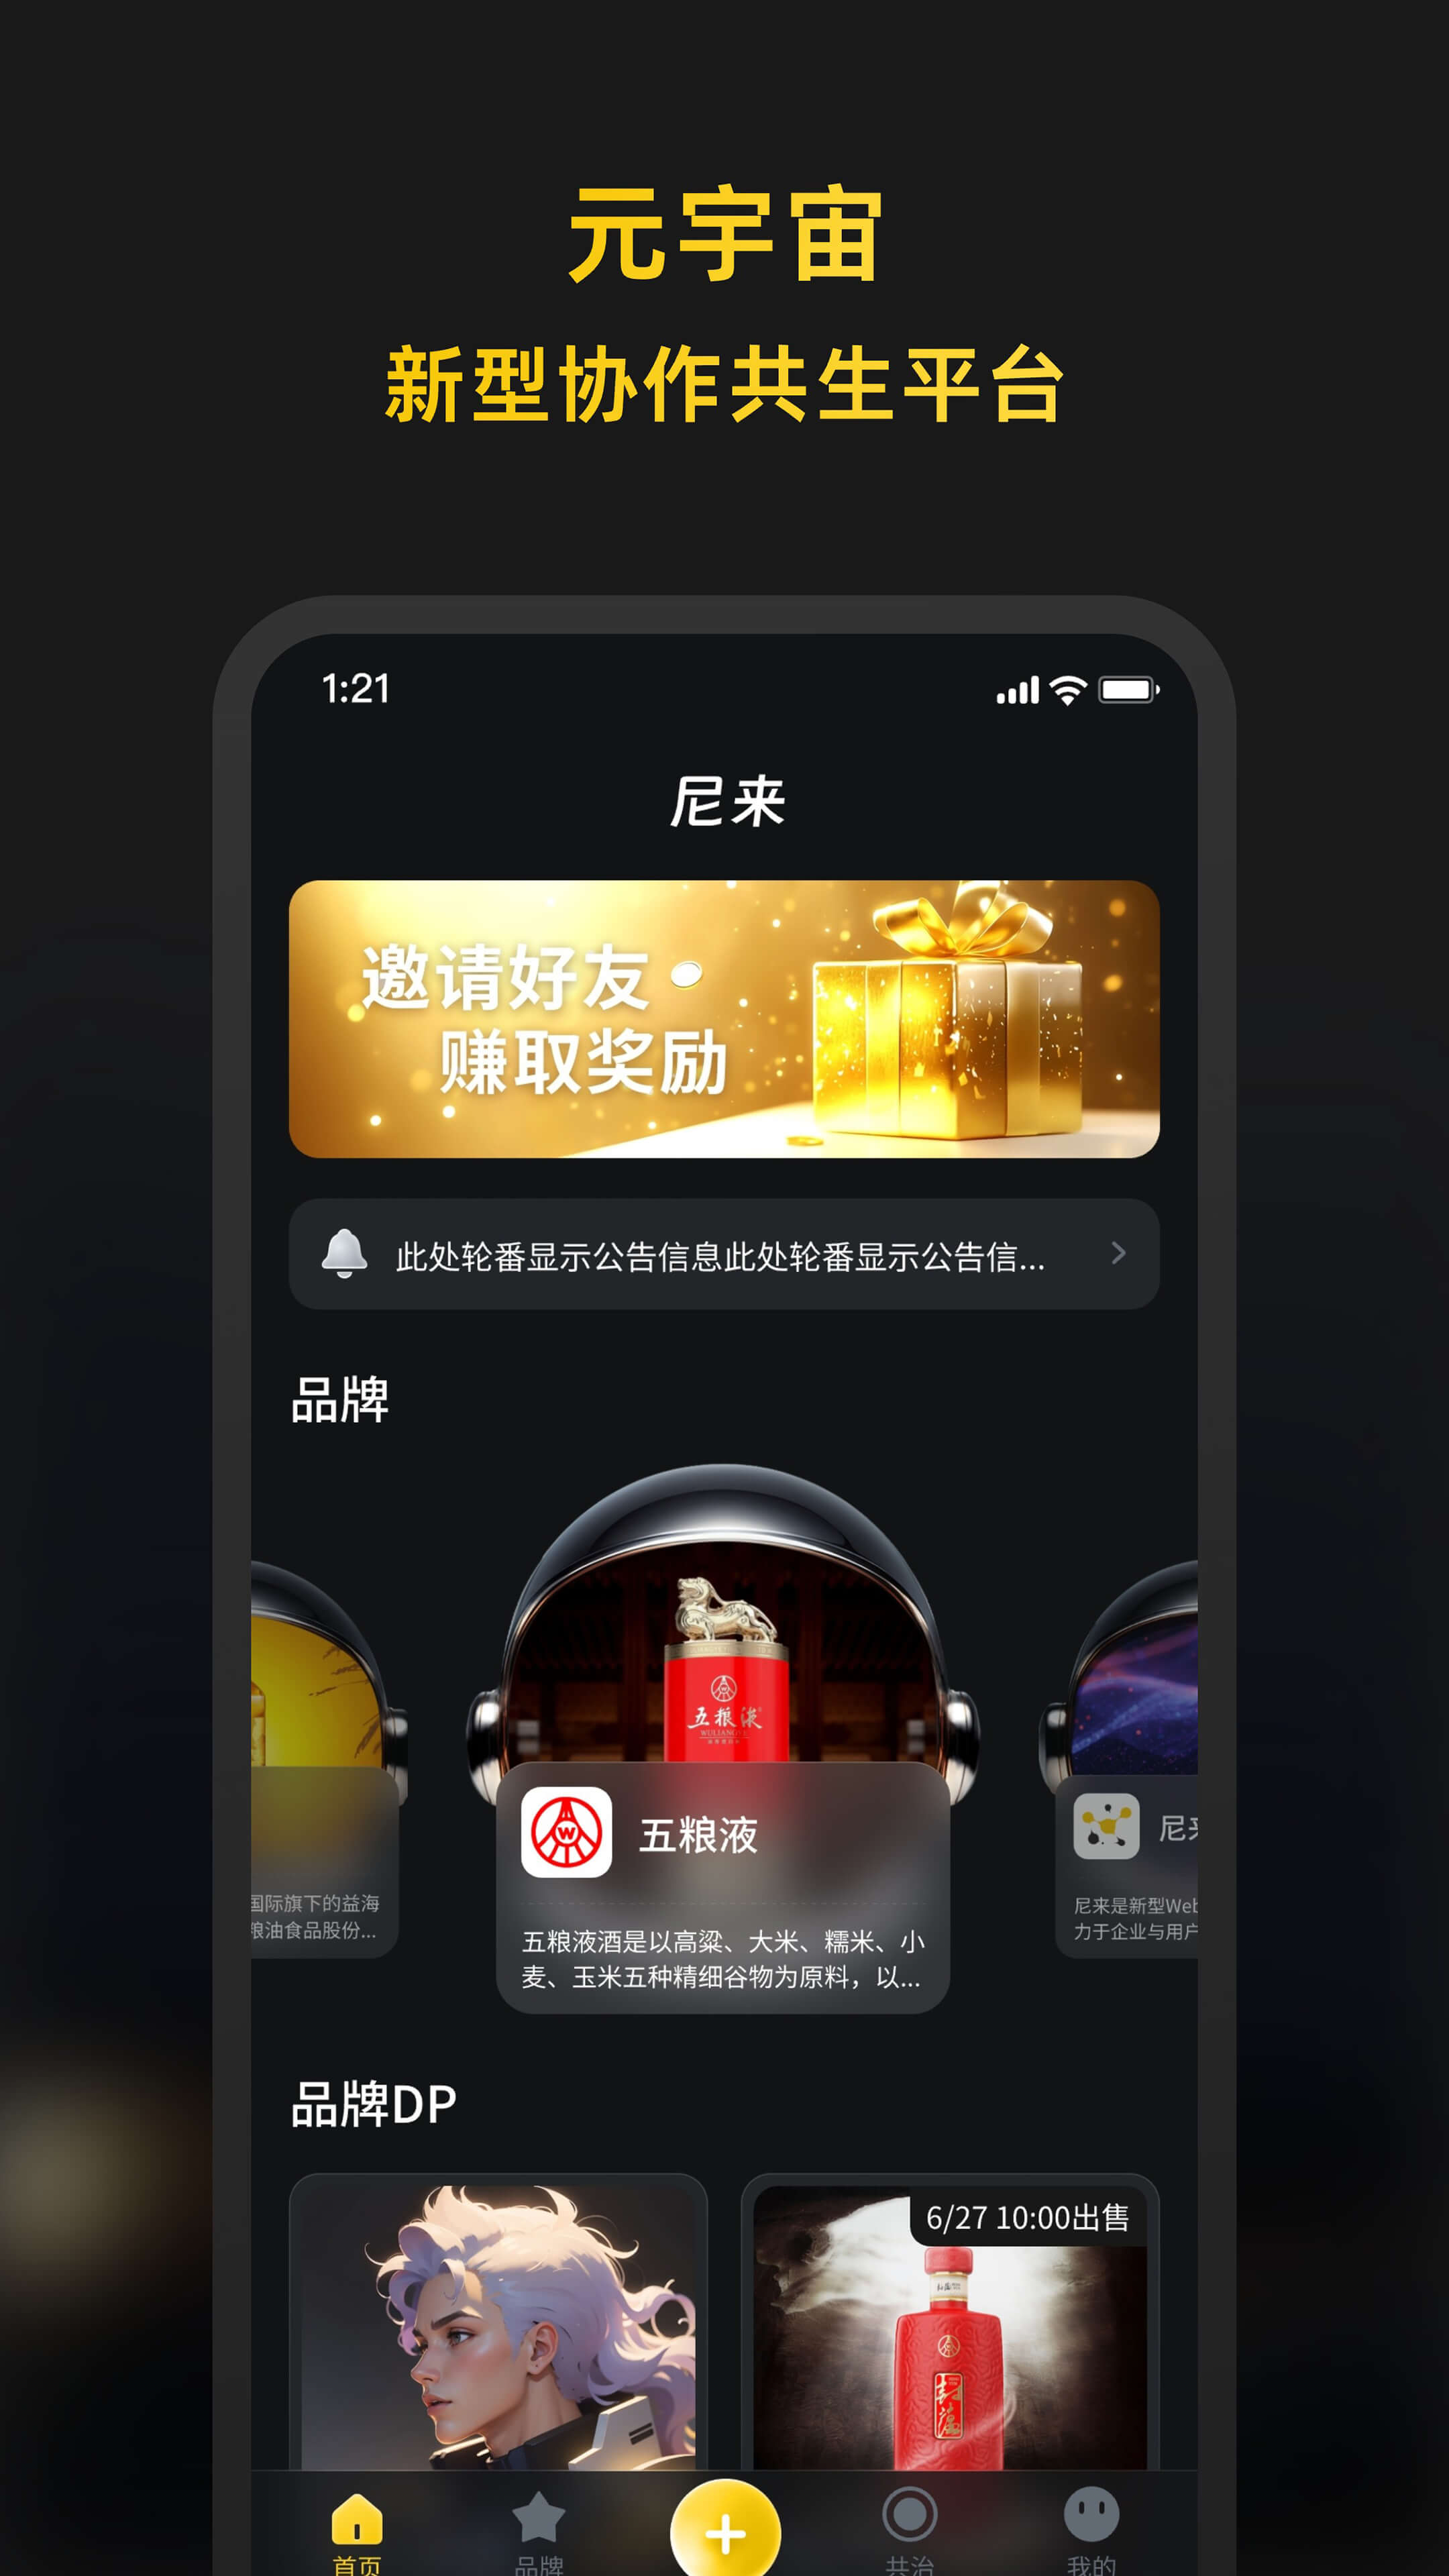 元宇宙
新型协作共生平台
1:21
尼来
邀请好友
赚取奖励
此处轮番显示公告信息此处轮番显示公告信...
品牌
五粮液
WULIANGYE
W
五粮液
五粮液酒是以高粱、大米、糯米、小
麦、玉米五种精细谷物为原料，以...
国际旗下的益海
粮油食品股份...
尼来
尼来是新型Web
力于企业与用户
品牌DP
6/27 10:00出售
首页
品牌
共治
我的